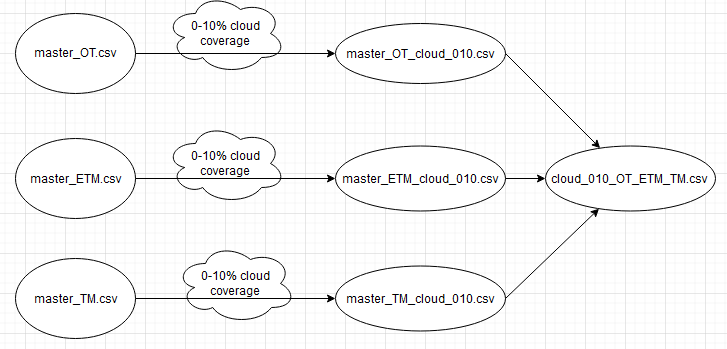 0-10% cloud
coverage
master_OT.csv
master_OT_cloud_010.csv
0-10% cloud
coverage
master_ETM.csv
master_ETM_cloud_010.csv
cloud_010_OT_ETM_TM.csv
0-10% cloud
coverage
master_TM.csv
master_TM_cloud_010.csv